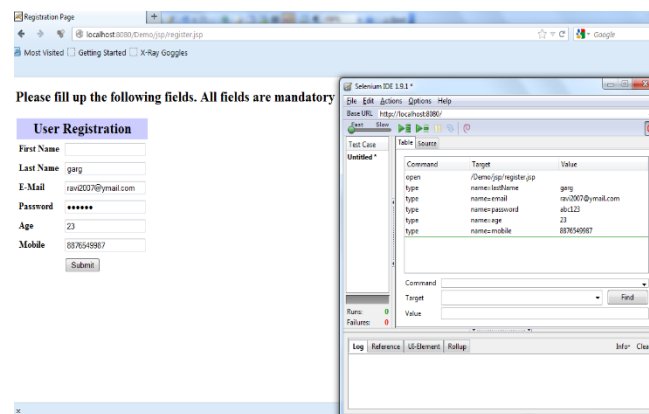 Registration Page
localhost:8080/Demo/jsp/register.jsp
Google
Most Visited Getting Started X-Ray Goggles
Please fill up the following fields. All fields are mandatory
User Registration
First Name
Last Name garg
E-Mail ravi2007@ymail.com
Password ••••••
Age 23
Mobile 8876549987
Submit
Selenium IDE 1.9.1 *
File Edit Actions Options Help
Base URL http://localhost:8080/
Fast Slow
Test Case
Untitled *
Table Source
Command Target Value
open /Demo/jsp/register.jsp
type name=lastName garg
type name=email ravi2007@ymail.com
type name=password abc123
type name=age 23
type name=mobile 8876549987
Command
Target Find
Value
Runs: 0
Failures: 0
Log Reference UI-Element Rollup Info Clea
x